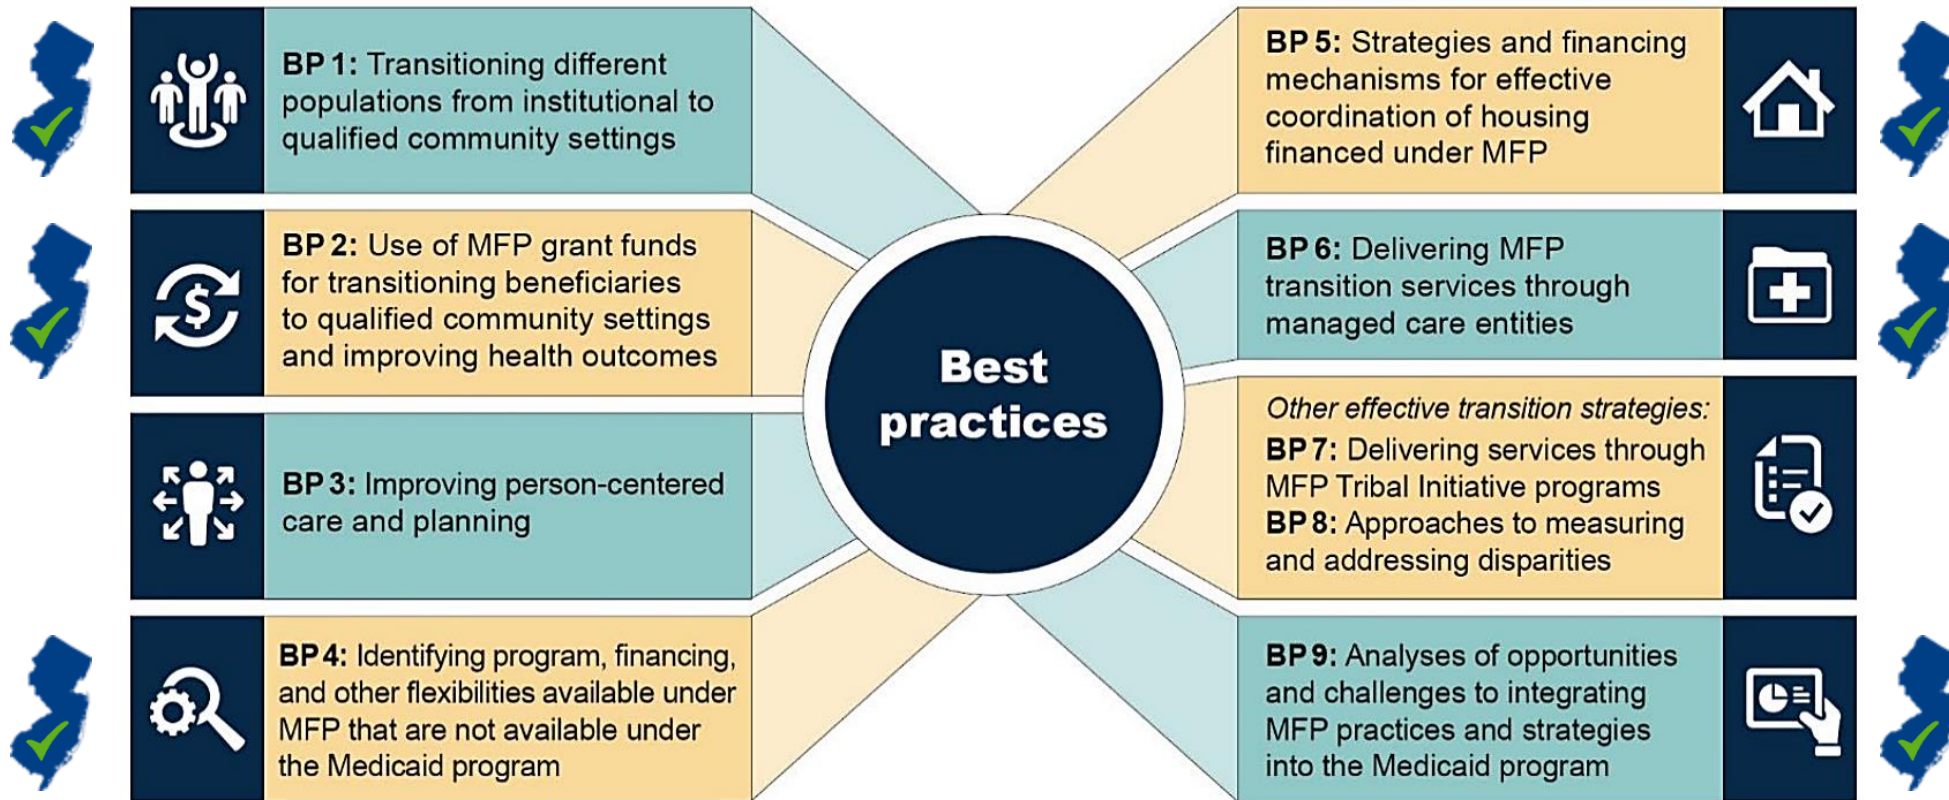 BP 1: Transitioning different
populations from institutional to
qualified community settings
BP 2: Use of MFP grant funds
for transitioning beneficiaries
to qualified community settings
and improving health outcomes
BP 3: Improving person-centered
care and planning
BP 4: Identifying program, financing,
and other flexibilities available under
MFP that are not available under
the Medicaid program
Best
practices
BP 5: Strategies and financing
mechanisms for effective
coordination of housing
financed under MFP
BP 6: Delivering MFP
transition services through
managed care entities
Other effective transition strategies:
BP 7: Delivering services through
MFP Tribal Initiative programs
BP 8: Approaches to measuring
and addressing disparities
BP 9: Analyses of opportunities
and challenges to integrating
MFP practices and strategies
into the Medicaid program